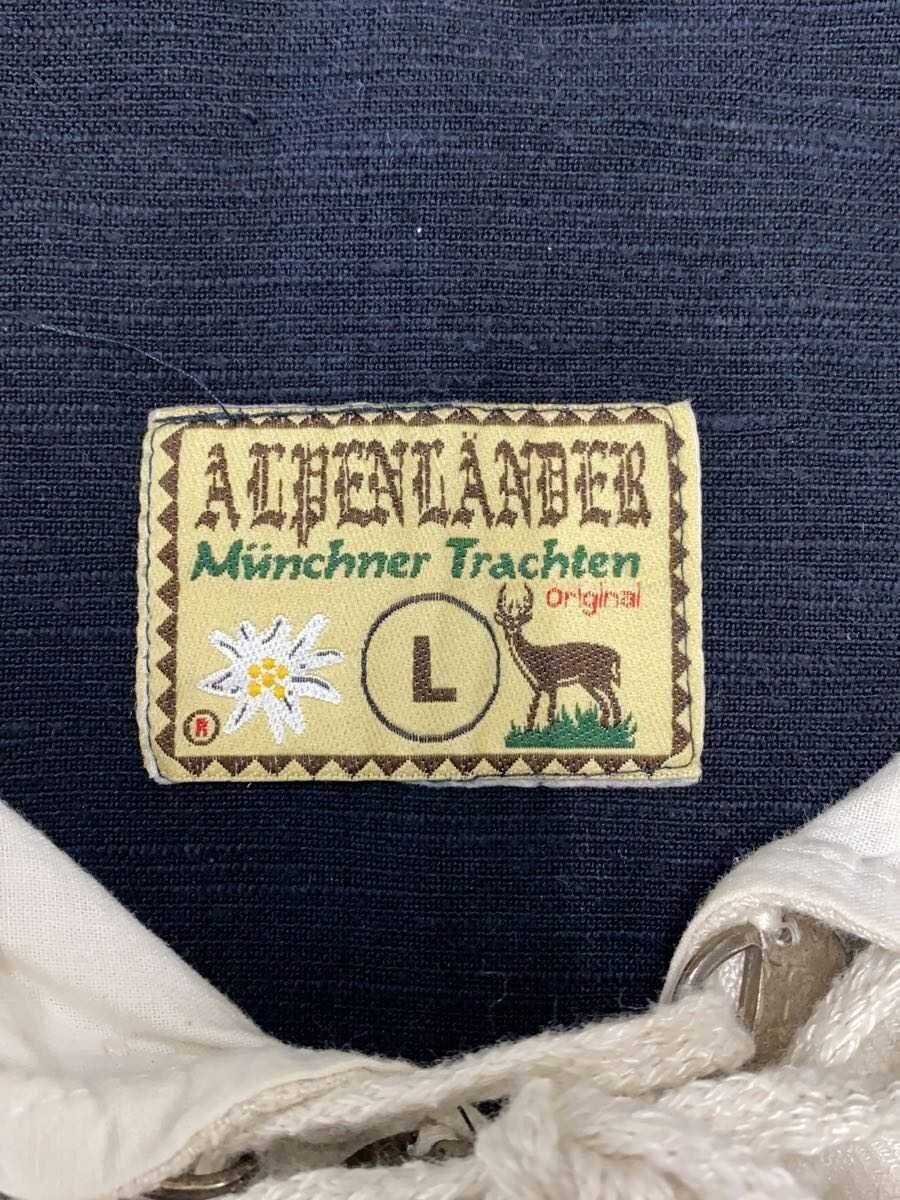 ALPENLÄNDER
Münchner Trachten
original
L
®